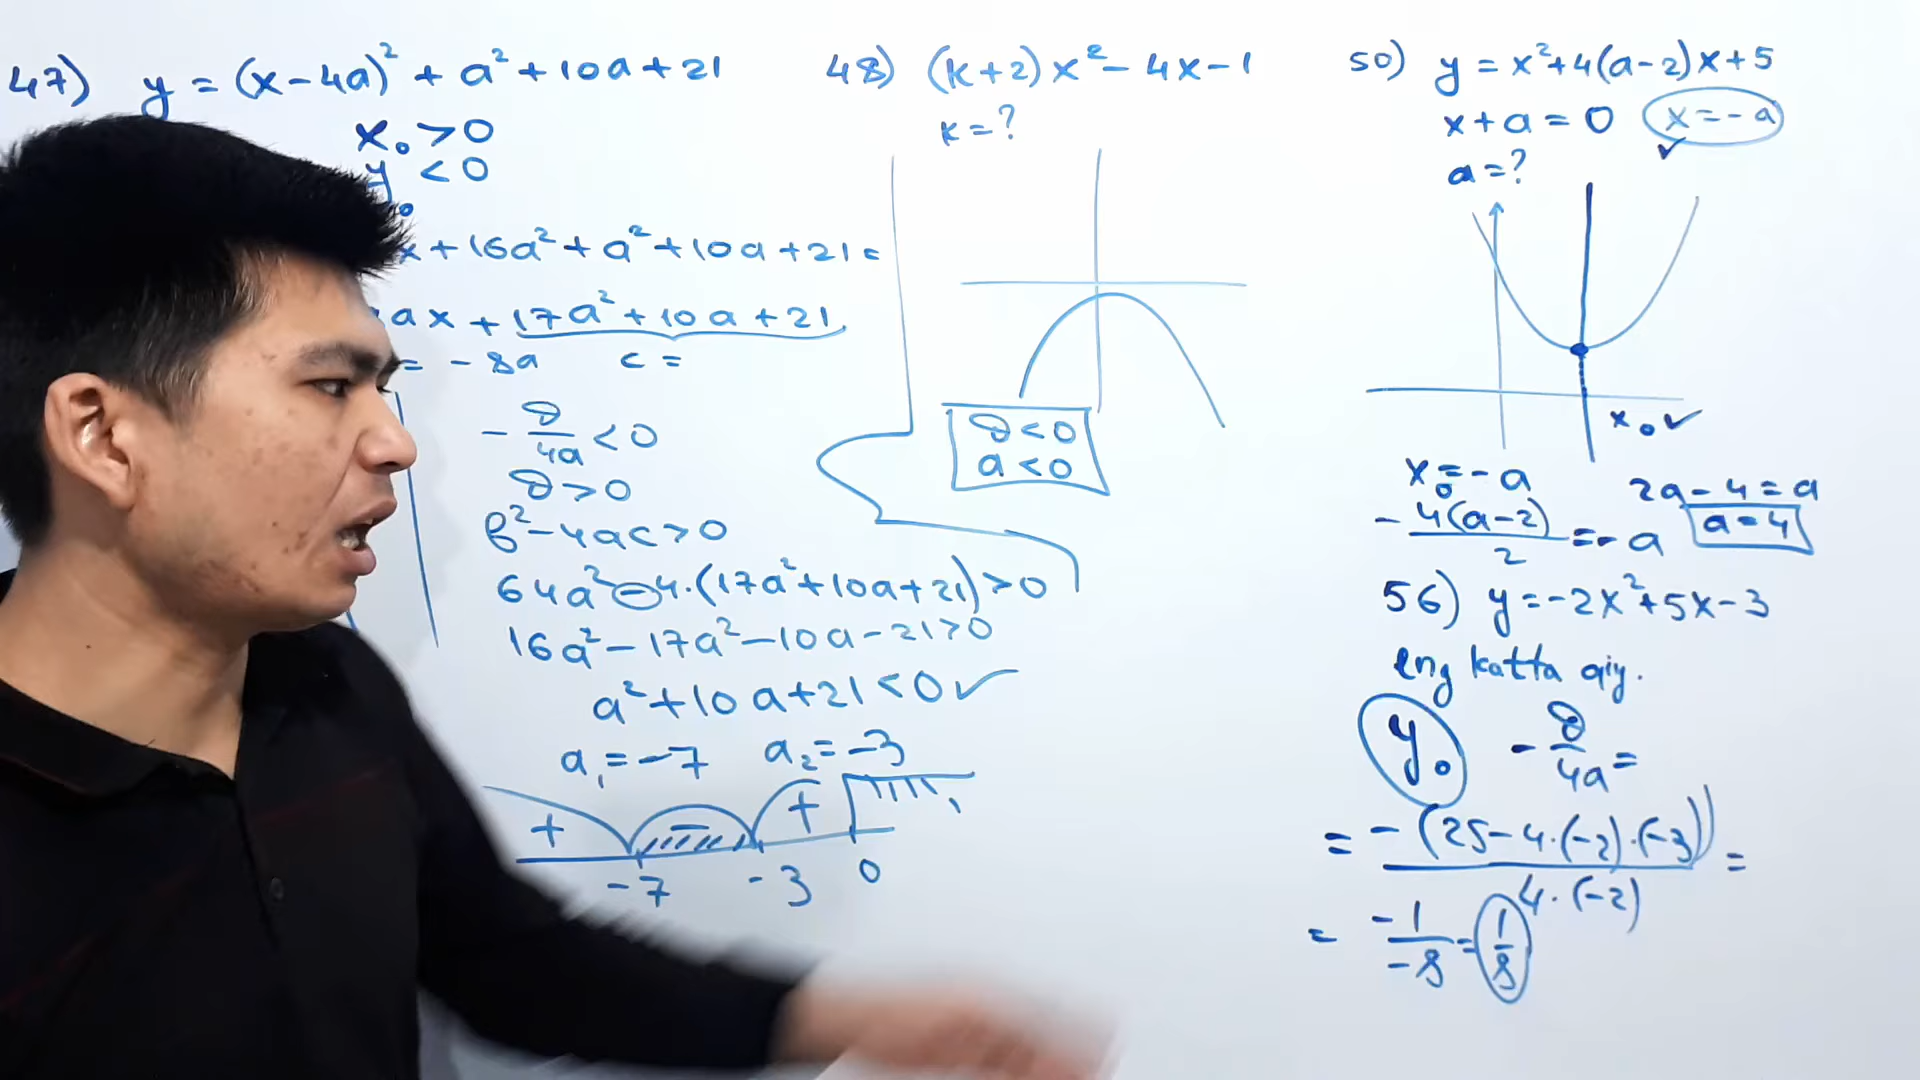 47) y = (x-4a)² + a² + 10a + 21
x₀ > 0
y₀ < 0
x + 16a² + a² + 10a + 21 =
ax + 17a² + 10a + 21
= -8a c =
- D/4a < 0
D > 0
b² - 4ac > 0
64a² - 4·(17a² + 10a + 21) > 0
16a² - 17a² - 10a - 21 > 0
a² + 10a + 21 < 0 ✓
a₁ = -7 a₂ = -3
+ - +
-7 -3 0
48) (k+2)x² - 4x - 1
k = ?
D < 0
a < 0
50) y = x² + 4(a-2)x + 5
x + a = 0 x = -a
✓
a = ?
x₀ ✓
x₀ = -a
- 4(a-2)/2 = -a
2a - 4 = a
a = 4
56) y = -2x² + 5x - 3
eng katta qiy.
y₀ - D/4a =
= -(25 - 4·(-2)·(-3))/4·(-2) =
= -1/-8 = 1/8